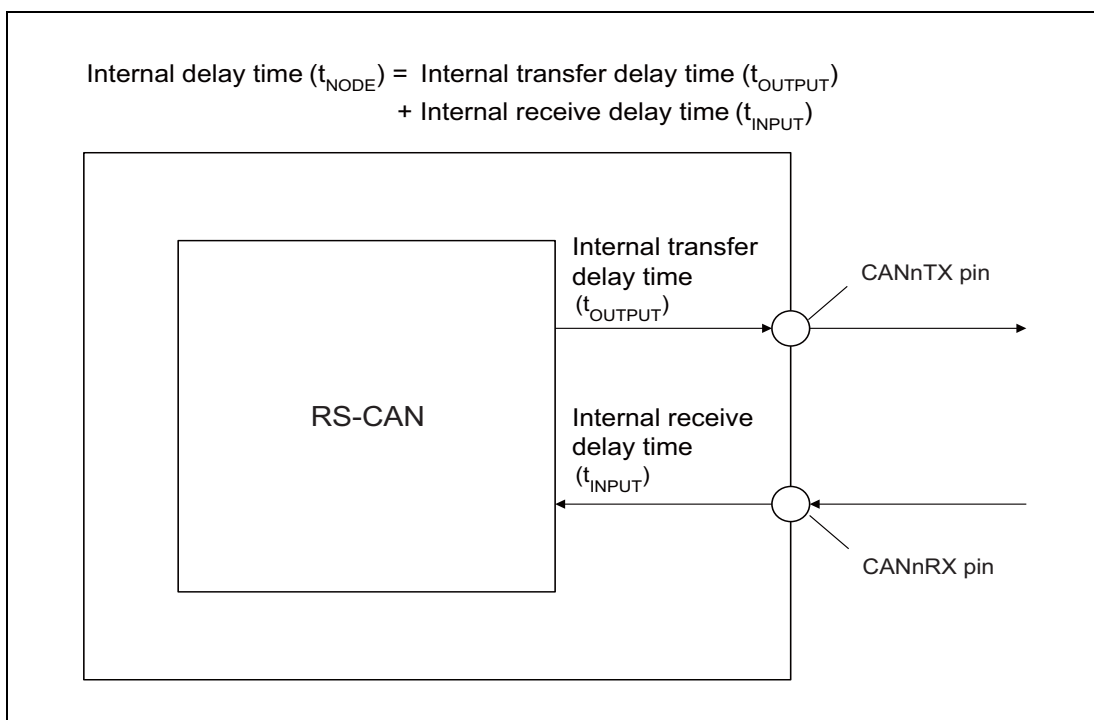 Internal delay time (tNODE) = Internal transfer delay time (tOUTPUT)
+ Internal receive delay time (tINPUT)
Internal transfer
delay time
(tOUTPUT)
CANnTX pin
RS-CAN
Internal receive
delay time
(tINPUT)
CANnRX pin